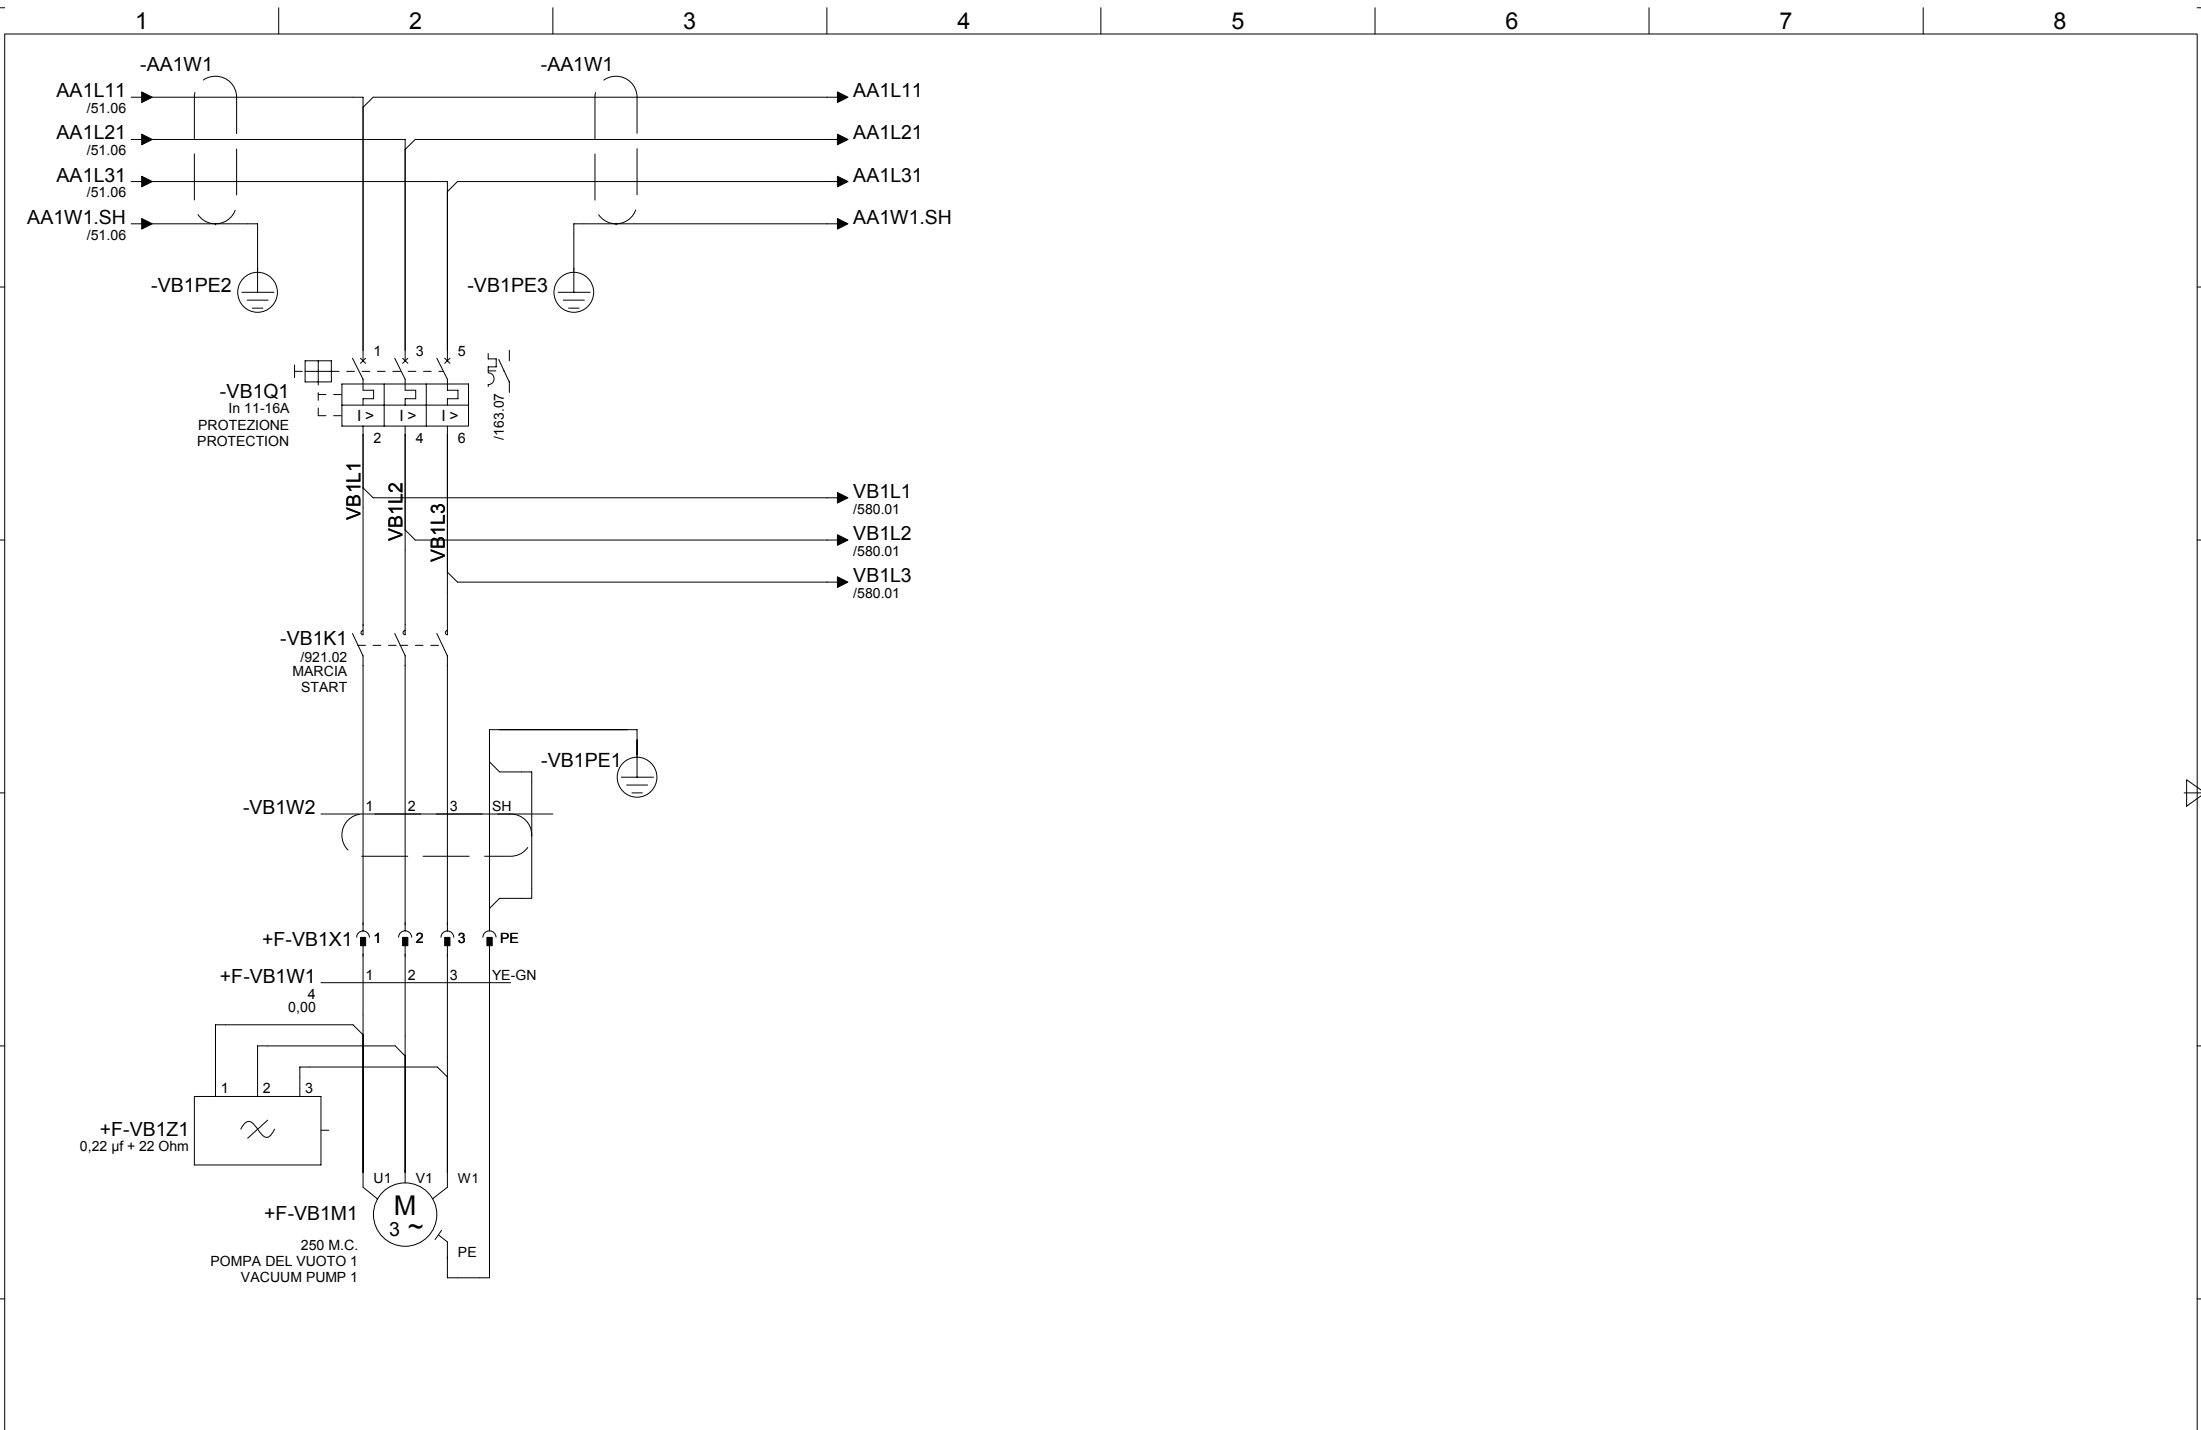 1 2 3 4 5 6 7 8
-AA1W1 -AA1W1
AA1L11 AA1L11
/51.06
AA1L21 AA1L21
/51.06
AA1L31 AA1L31
/51.06
AA1W1.SH AA1W1.SH
/51.06
-VB1PE2 -VB1PE3
1 3 5
-VB1Q1
In 11-16A
PROTEZIONE
PROTECTION
I > I > I >
/163.07
2 4 6
VB1L1
VB1L2
VB1L3
VB1L1
/580.01
VB1L2
/580.01
VB1L3
/580.01
-VB1K1
/921.02
MARCIA
START
-VB1PE1
-VB1W2 1 2 3 SH
+F-VB1X1 1 2 3 PE
+F-VB1W1 1 2 3 YE-GN
4
0,00
1 2 3
+F-VB1Z1
0,22 µf + 22 Ohm
U1 V1 W1
+F-VB1M1 M
3 ~
250 M.C. PE
POMPA DEL VUOTO 1
VACUUM PUMP 1